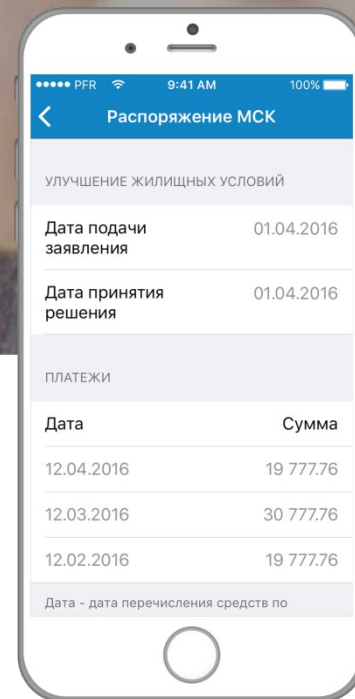 PFR 9:41 AM 100%
Распоряжение МСК
УЛУЧШЕНИЕ ЖИЛИЩНЫХ УСЛОВИЙ
Дата подачи 01.04.2016
заявления
Дата принятия 01.04.2016
решения
ПЛАТЕЖИ
Дата Сумма
12.04.2016 19 777.76
12.03.2016 30 777.76
12.02.2016 19 777.76
Дата - дата перечисления средств по